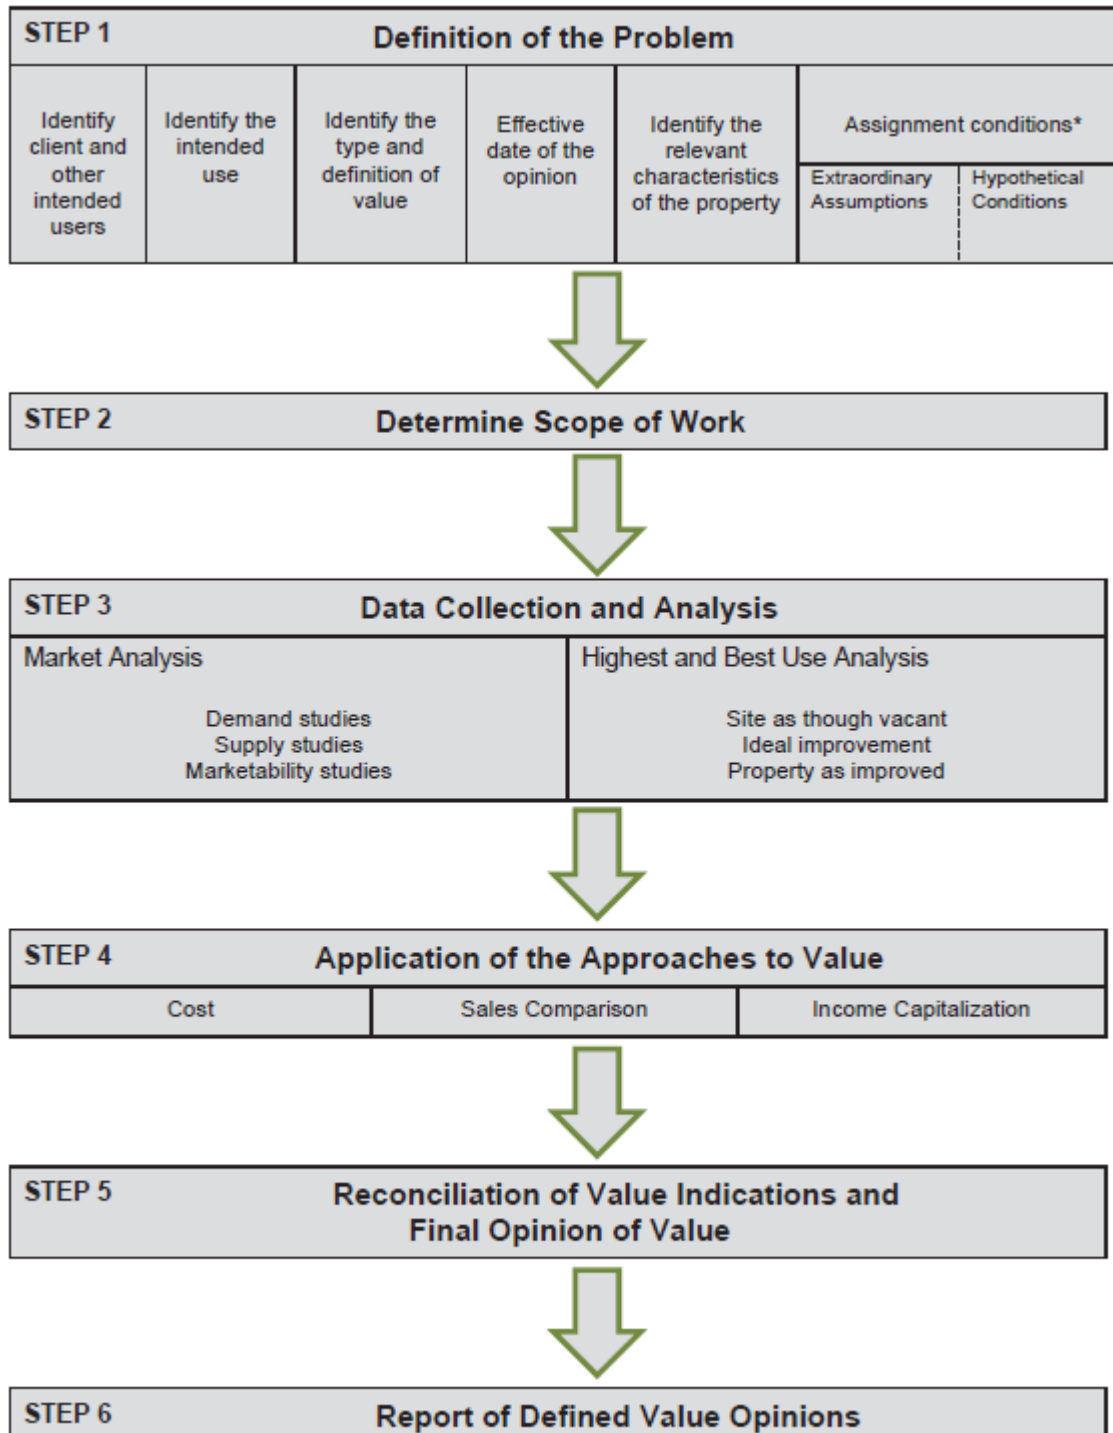 STEP 1
Definition of the Problem
Identify
client and
other
intended
users
Identify the
intended
use
Identify the
type and
definition of
value
Effective
date of the
opinion
Identify the
relevant
characteristics
of the property
Assignment conditions*
Extraordinary
Assumptions
Hypothetical
Conditions
STEP 2
Determine Scope of Work
STEP 3
Data Collection and Analysis
Market Analysis
Demand studies
Supply studies
Marketability studies
Highest and Best Use Analysis
Site as though vacant
Ideal improvement
Property as improved
STEP 4
Application of the Approaches to Value
Cost
Sales Comparison
Income Capitalization
STEP 5
Reconciliation of Value Indications and
Final Opinion of Value
STEP 6
Report of Defined Value Opinions